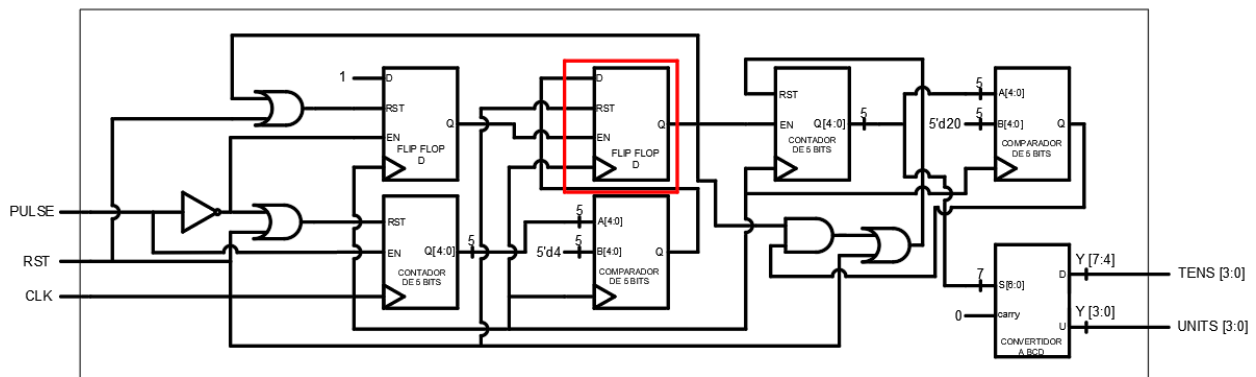 1
D
RST
EN
Q
FLIP FLOP
D
D
RST
EN
Q
FLIP FLOP
D
RST
EN
Q[4:0]
5
CONTADOR
DE 5 BITS
5
A[4:0]
5'd20
5
B[4:0]
Q
COMPARADOR
DE 5 BITS
PULSE
RST
CLK
RST
EN
Q[4:0]
5
CONTADOR
DE 5 BITS
5
A[4:0]
5'd4
5
B[4:0]
Q
COMPARADOR
DE 5 BITS
7
S[6:0]
0
carry
D
U
CONVERTIDOR
A BCD
Y [7:4]
TENS [3:0]
Y [3:0]
UNITS [3:0]